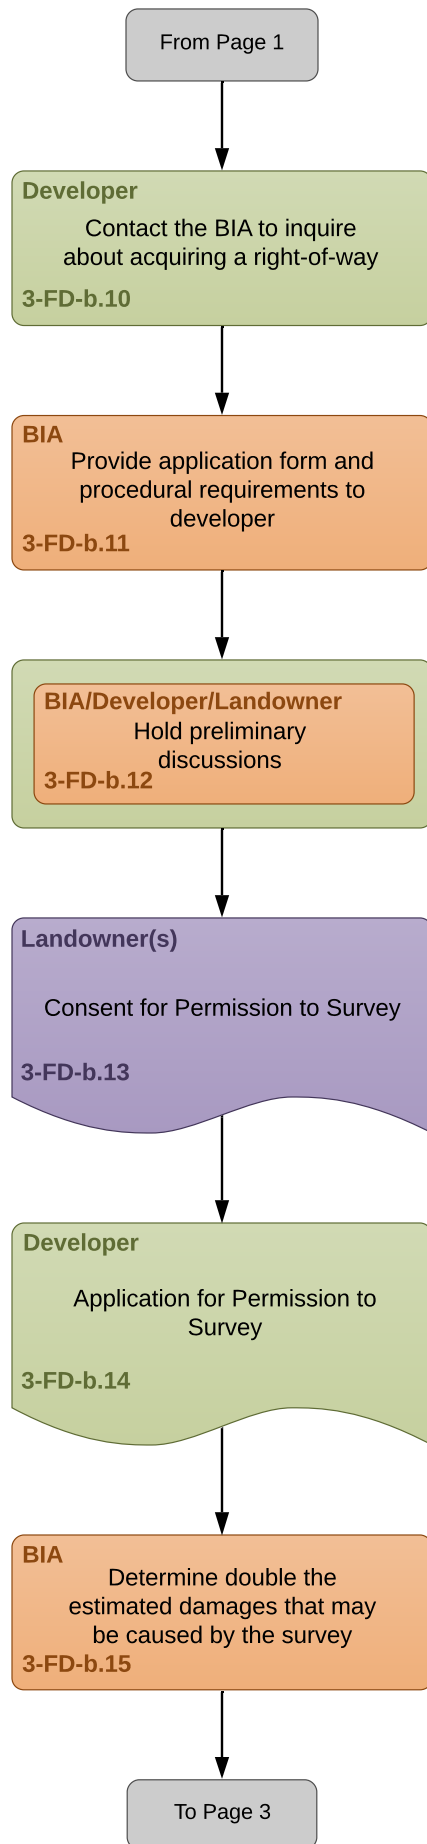 From Page 1
Developer
Contact the BIA to inquire
about acquiring a right-of-way
3-FD-b.10
BIA
Provide application form and
procedural requirements to
developer
3-FD-b.11
BIA/Developer/Landowner
Hold preliminary
discussions
3-FD-b.12
Landowner(s)
Consent for Permission to Survey
3-FD-b.13
Developer
Application for Permission to
Survey
3-FD-b.14
BIA
Determine double the
estimated damages that may
be caused by the survey
3-FD-b.15
To Page 3